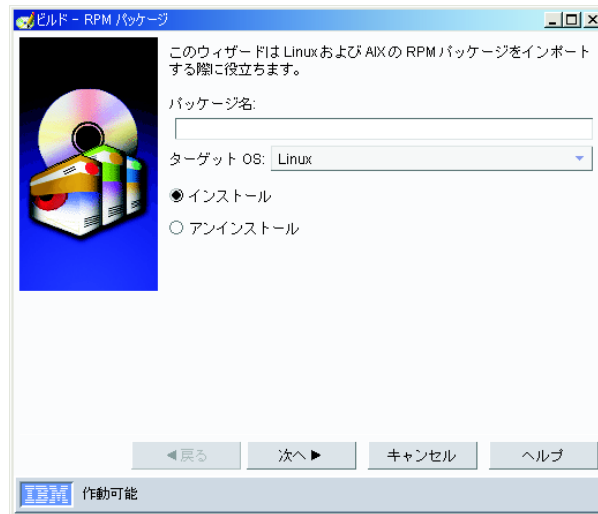 ビルド - RPM パッケージ
このウィザードは Linux および AIX の RPM パッケージをインポート
する際に役立ちます。
パッケージ名:
ターゲット OS: Linux
インストール
アンインストール
◀戻る 次へ▶ キャンセル ヘルプ
IBM 作動可能